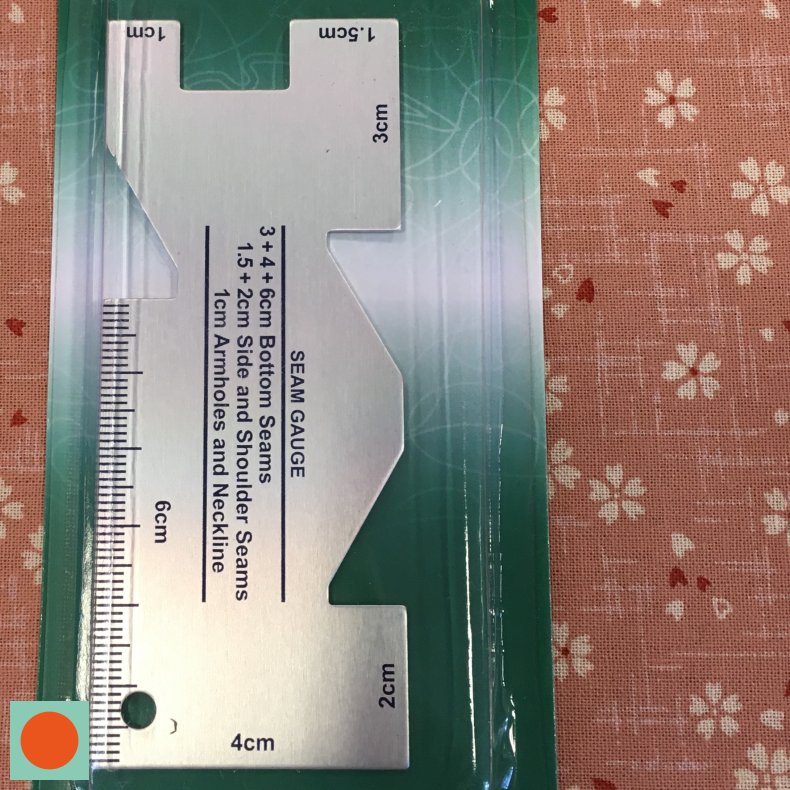 1cm
1.5cm
3cm
SEAM GAUGE
3 + 4 + 6cm Bottom Seams
1.5 + 2cm Side and Shoulder Seams
1cm Armholes and Neckline
6cm
2cm
4cm